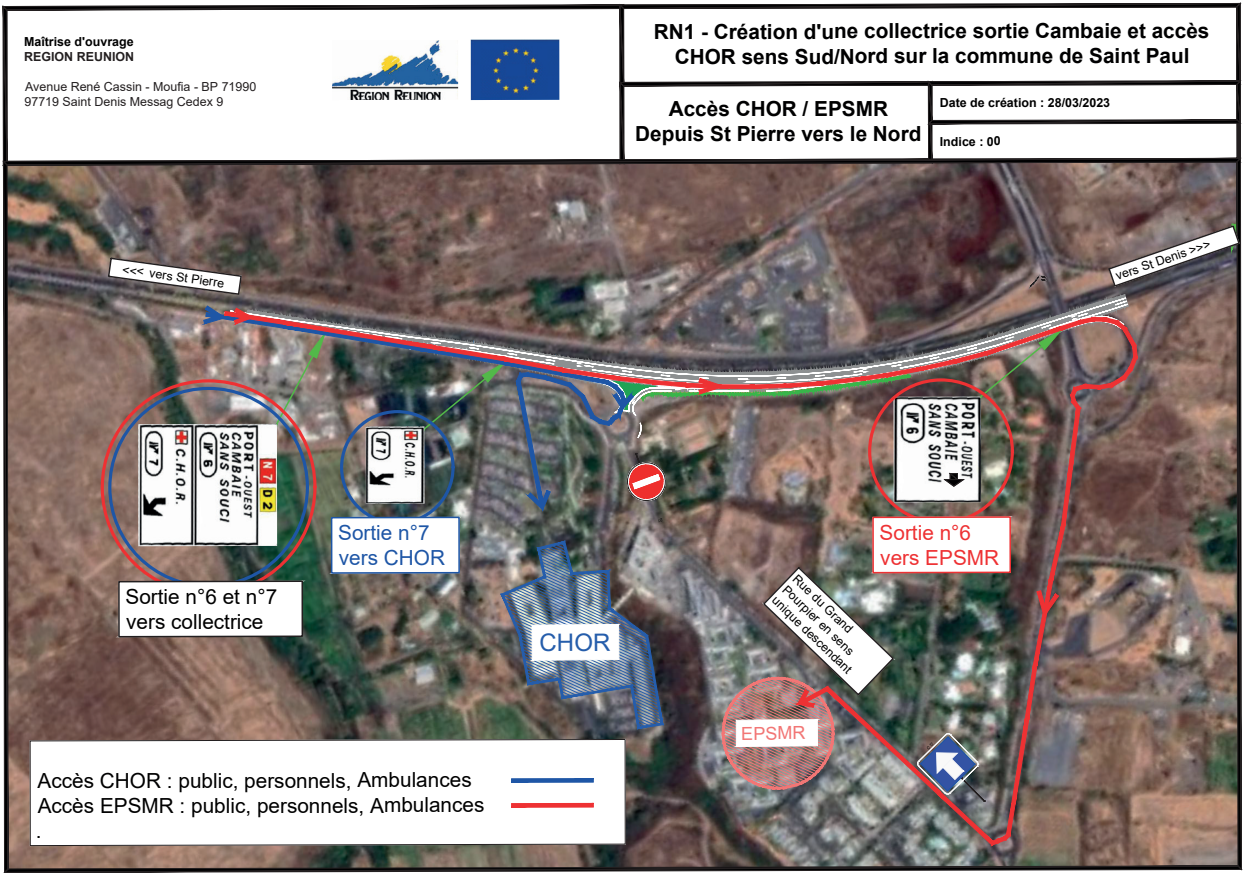 Maîtrise d'ouvrage
REGION REUNION
Avenue René Cassin - Moufia - BP 71990
97719 Saint Denis Messag Cedex 9
REGION REUNION
RN1 - Création d'une collectrice sortie Cambaie et accès
CHOR sens Sud/Nord sur la commune de Saint Paul
Accès CHOR / EPSMR
Depuis St Pierre vers le Nord
Date de création : 28/03/2023
Indice : 00
<<< vers St Pierre
vers St Denis >>>
N 7
D 2
PORT-OUEST
CAMBAIE
SANS SOUCI
N° 6
C.H.O.R.
N° 7
Sortie n°6 et n°7
vers collectrice
C.H.O.R.
N° 7
Sortie n°7
vers CHOR
PORT-OUEST
CAMBAIE
SANS SOUCI
N° 6
Sortie n°6
vers EPSMR
Rue du Grand
Pourpier en sens
unique descendant
CHOR
EPSMR
Accès CHOR : public, personnels, Ambulances
Accès EPSMR : public, personnels, Ambulances
.